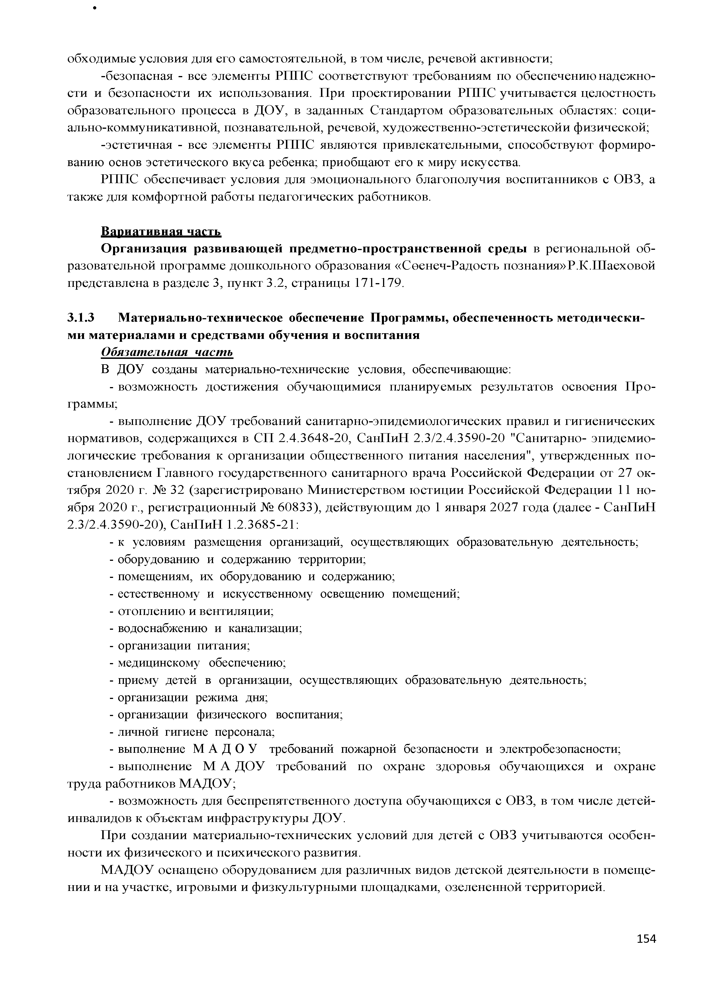 обходимые условия для его самостоятельной, в том числе, речевой активности;
-безопасная - все элементы РППС соответствуют требованиям по обеспечению надежно-
сти и безопасности их использования. При проектировании РППС учитывается целостность
образовательного процесса в ДОУ, в заданных Стандартом образовательных областях: соци-
ально-коммуникативной, познавательной, речевой, художественно-эстетическойи физической;
-эстетичная - все элементы РППС являются привлекательными, способствуют формиро-
ванию основ эстетического вкуса ребенка; приобщают его к миру искусства.
РППС обеспечивает условия для эмоционального благополучия воспитанников с ОВЗ, а
также для комфортной работы педагогических работников.
Вариативная часть
Организация развивающей предметно-пространственной среды в региональной об-
разовательной программе дошкольного образования «Сөенеч-Радость познания»Р.К.Шаеховой
представлена в разделе 3, пункт 3.2, страницы 171-179.
3.1.3 Материально-техническое обеспечение Программы, обеспеченность методически-
ми материалами и средствами обучения и воспитания
Обязательная часть
В ДОУ созданы материально-технические условия, обеспечивающие:
- возможность достижения обучающимися планируемых результатов освоения Про-
граммы;
- выполнение ДОУ требований санитарно-эпидемиологических правил и гигиенических
нормативов, содержащихся в СП 2.4.3648-20, СанПиН 2.3/2.4.3590-20 "Санитарно- эпидемио-
логические требования к организации общественного питания населения", утвержденных по-
становлением Главного государственного санитарного врача Российской Федерации от 27 ок-
тября 2020 г. № 32 (зарегистрировано Министерством юстиции Российской Федерации 11 но-
ября 2020 г., регистрационный № 60833), действующим до 1 января 2027 года (далее - СанПиН
2.3/2.4.3590-20), СанПиН 1.2.3685-21:
- к условиям размещения организаций, осуществляющих образовательную деятельность;
- оборудованию и содержанию территории;
- помещениям, их оборудованию и содержанию;
- естественному и искусственному освещению помещений;
- отоплению и вентиляции;
- водоснабжению и канализации;
- организации питания;
- медицинскому обеспечению;
- приему детей в организации, осуществляющих образовательную деятельность;
- организации режима дня;
- организации физического воспитания;
- личной гигиене персонала;
- выполнение М А Д О У требований пожарной безопасности и электробезопасности;
- выполнение М А ДОУ требований по охране здоровья обучающихся и охране
труда работников МАДОУ;
- возможность для беспрепятственного доступа обучающихся с ОВЗ, в том числе детей-
инвалидов к объектам инфраструктуры ДОУ.
При создании материально-технических условий для детей с ОВЗ учитываются особен-
ности их физического и психического развития.
МАДОУ оснащено оборудованием для различных видов детской деятельности в помеще-
нии и на участке, игровыми и физкультурными площадками, озелененной территорией.
154